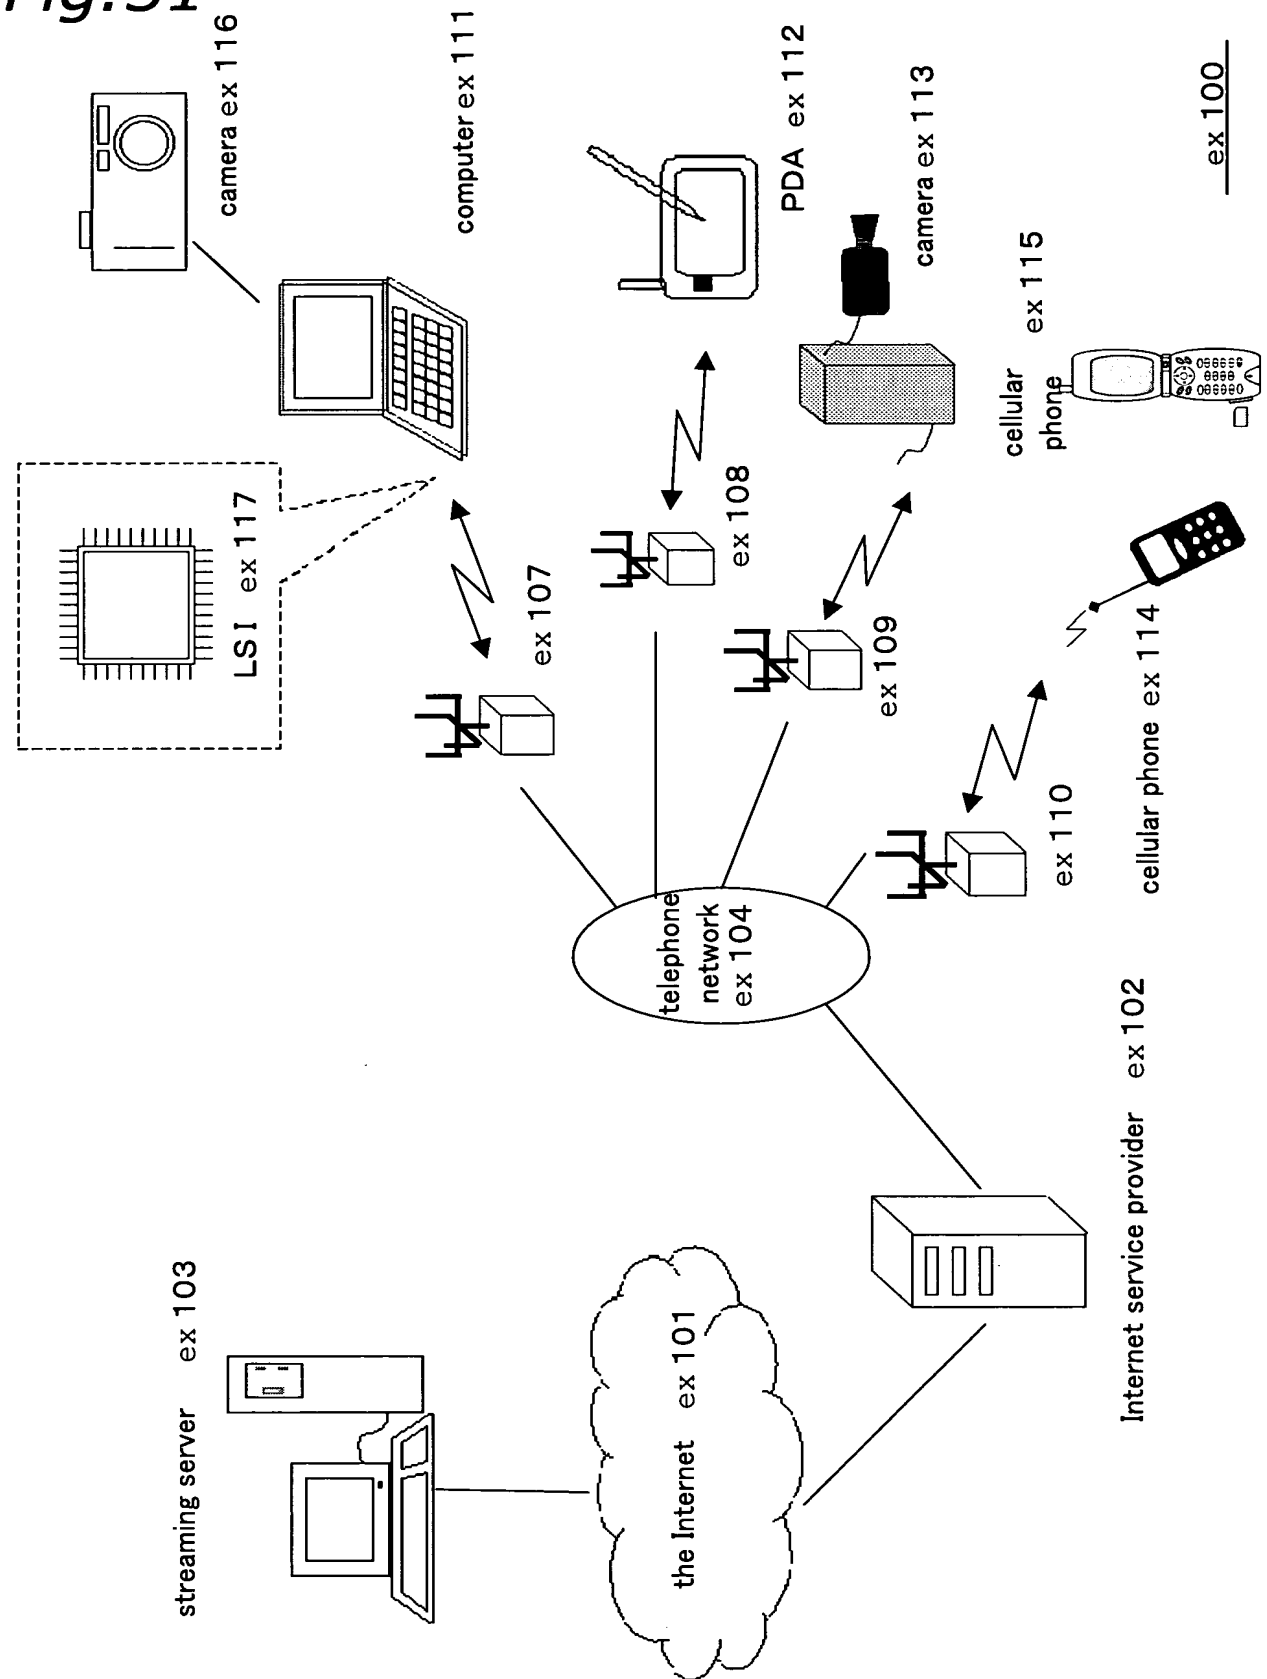 Fig.31
camera ex 116
computer ex 111
LSI ex 117
PDA ex 112
camera ex 113
ex 107
ex 108
ex 109
ex 110
cellular
phone
ex 115
cellular phone ex 114
telephone
network
ex 104
streaming server ex 103
the Internet ex 101
Internet service provider ex 102
ex 100